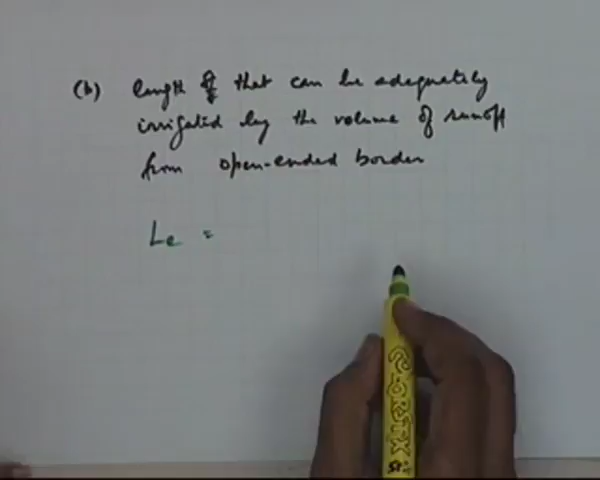 (b) length of that can be adequately
irrigated by the volume of runoff
from open-ended border
Le =